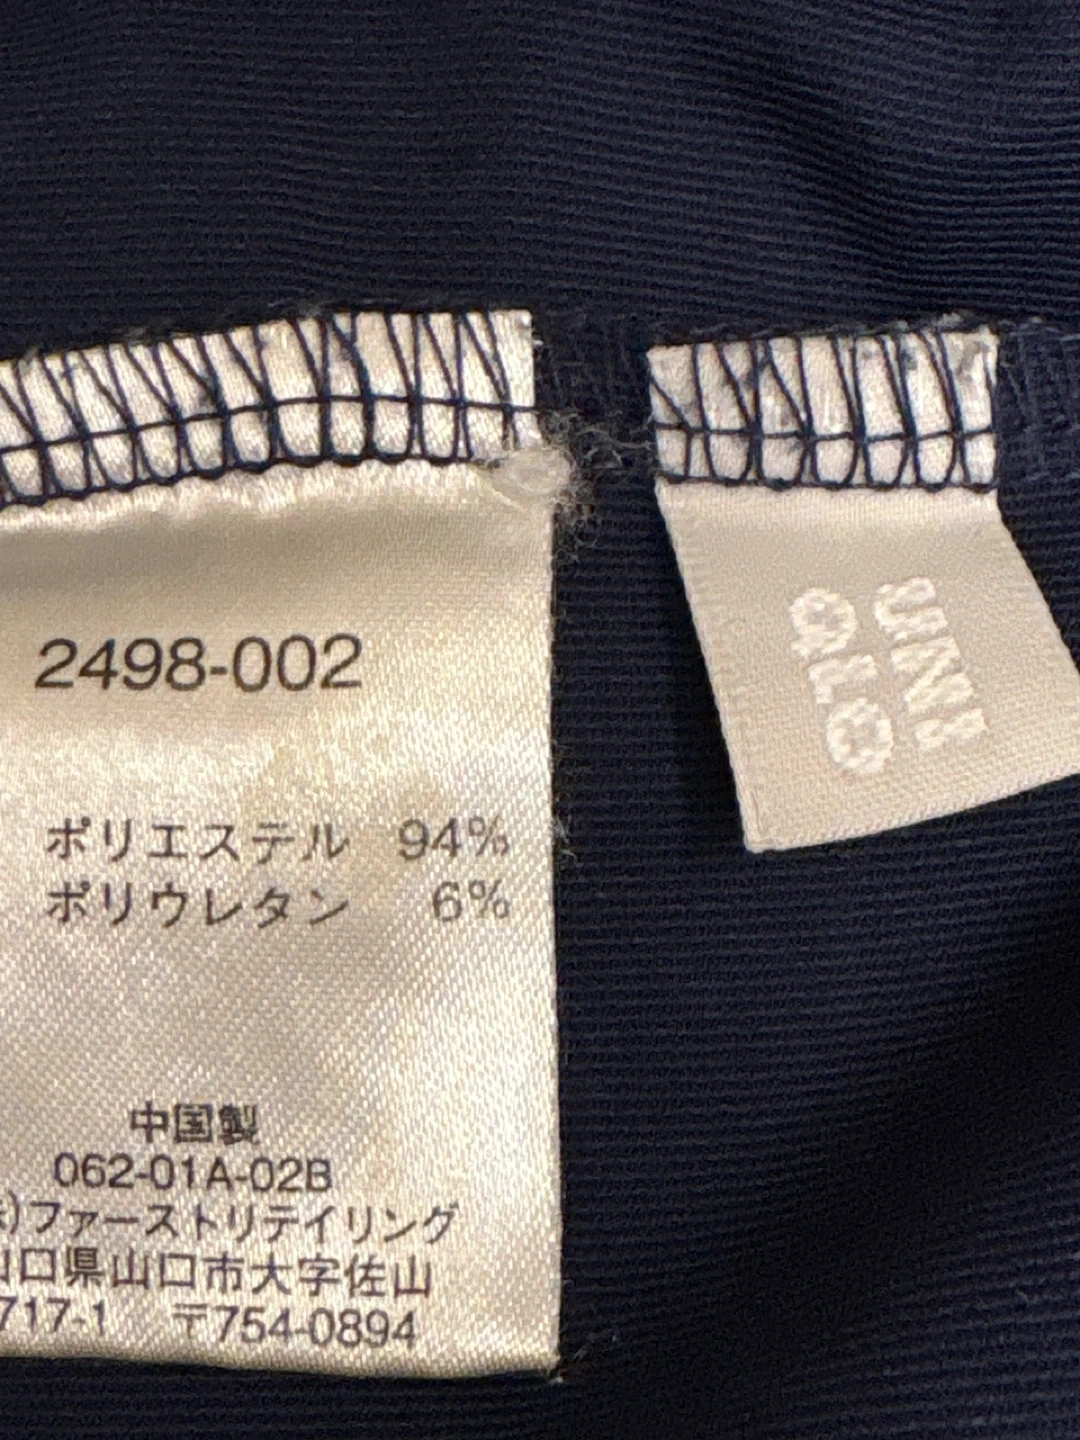 2498-002
ポリエステル 94%
ポリウレタン 6%
中国製
062-01A-02B
)ファーストリテイリング
口県山口市大字佐山
717-1 〒754-0894
UNI
QLO